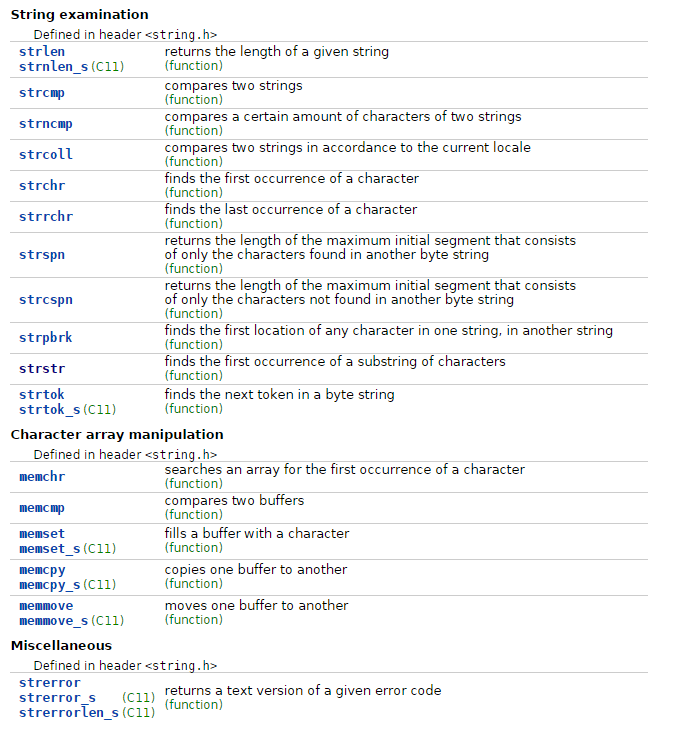 String examination
Defined in header <string.h>
strlen
strnlen_s (C11)
returns the length of a given string
(function)
strcmp
compares two strings
(function)
strncmp
compares a certain amount of characters of two strings
(function)
strcoll
compares two strings in accordance to the current locale
(function)
strchr
finds the first occurrence of a character
(function)
strrchr
finds the last occurrence of a character
(function)
strspn
returns the length of the maximum initial segment that consists
of only the characters found in another byte string
(function)
strcspn
returns the length of the maximum initial segment that consists
of only the characters not found in another byte string
(function)
strpbrk
finds the first location of any character in one string, in another string
(function)
strstr
finds the first occurrence of a substring of characters
(function)
strtok
strtok_s (C11)
finds the next token in a byte string
(function)
Character array manipulation
Defined in header <string.h>
memchr
searches an array for the first occurrence of a character
(function)
memcmp
compares two buffers
(function)
memset
memset_s (C11)
fills a buffer with a character
(function)
memcpy
memcpy_s (C11)
copies one buffer to another
(function)
memmove
memmove_s (C11)
moves one buffer to another
(function)
Miscellaneous
Defined in header <string.h>
strerror
strerror_s (C11)
strerrorlen_s (C11)
returns a text version of a given error code
(function)